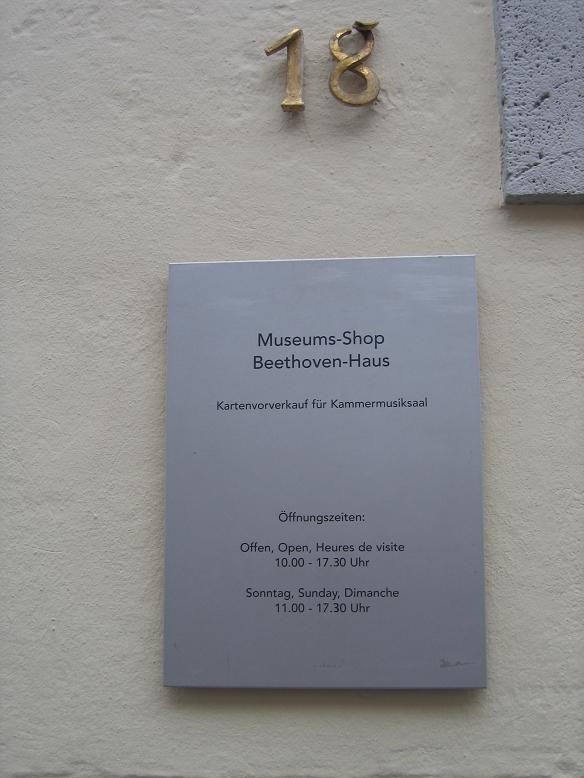 18
Museums-Shop
Beethoven-Haus
Kartenvorverkauf für Kammermusiksaal
Öffnungszeiten:
Offen, Open, Heures de visite
10.00 - 17.30 Uhr
Sonntag, Sunday, Dimanche
11.00 - 17.30 Uhr